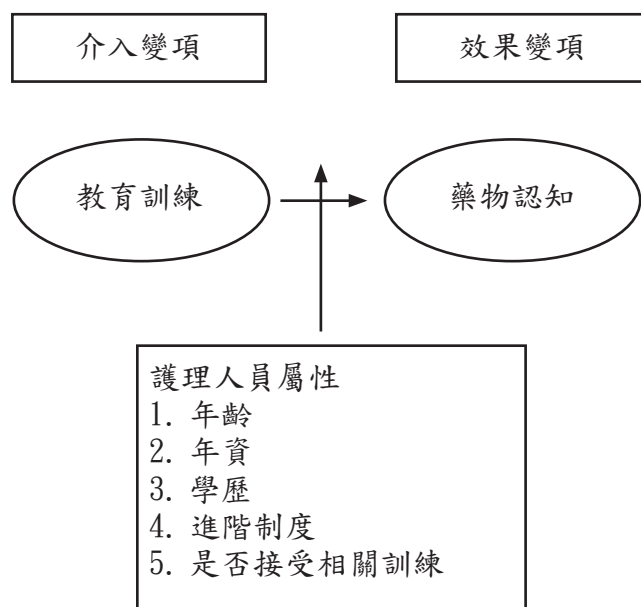 介入變項
效果變項
教育訓練
藥物認知
護理人員屬性
1. 年齡
2. 年資
3. 學歷
4. 進階制度
5. 是否接受相關訓練